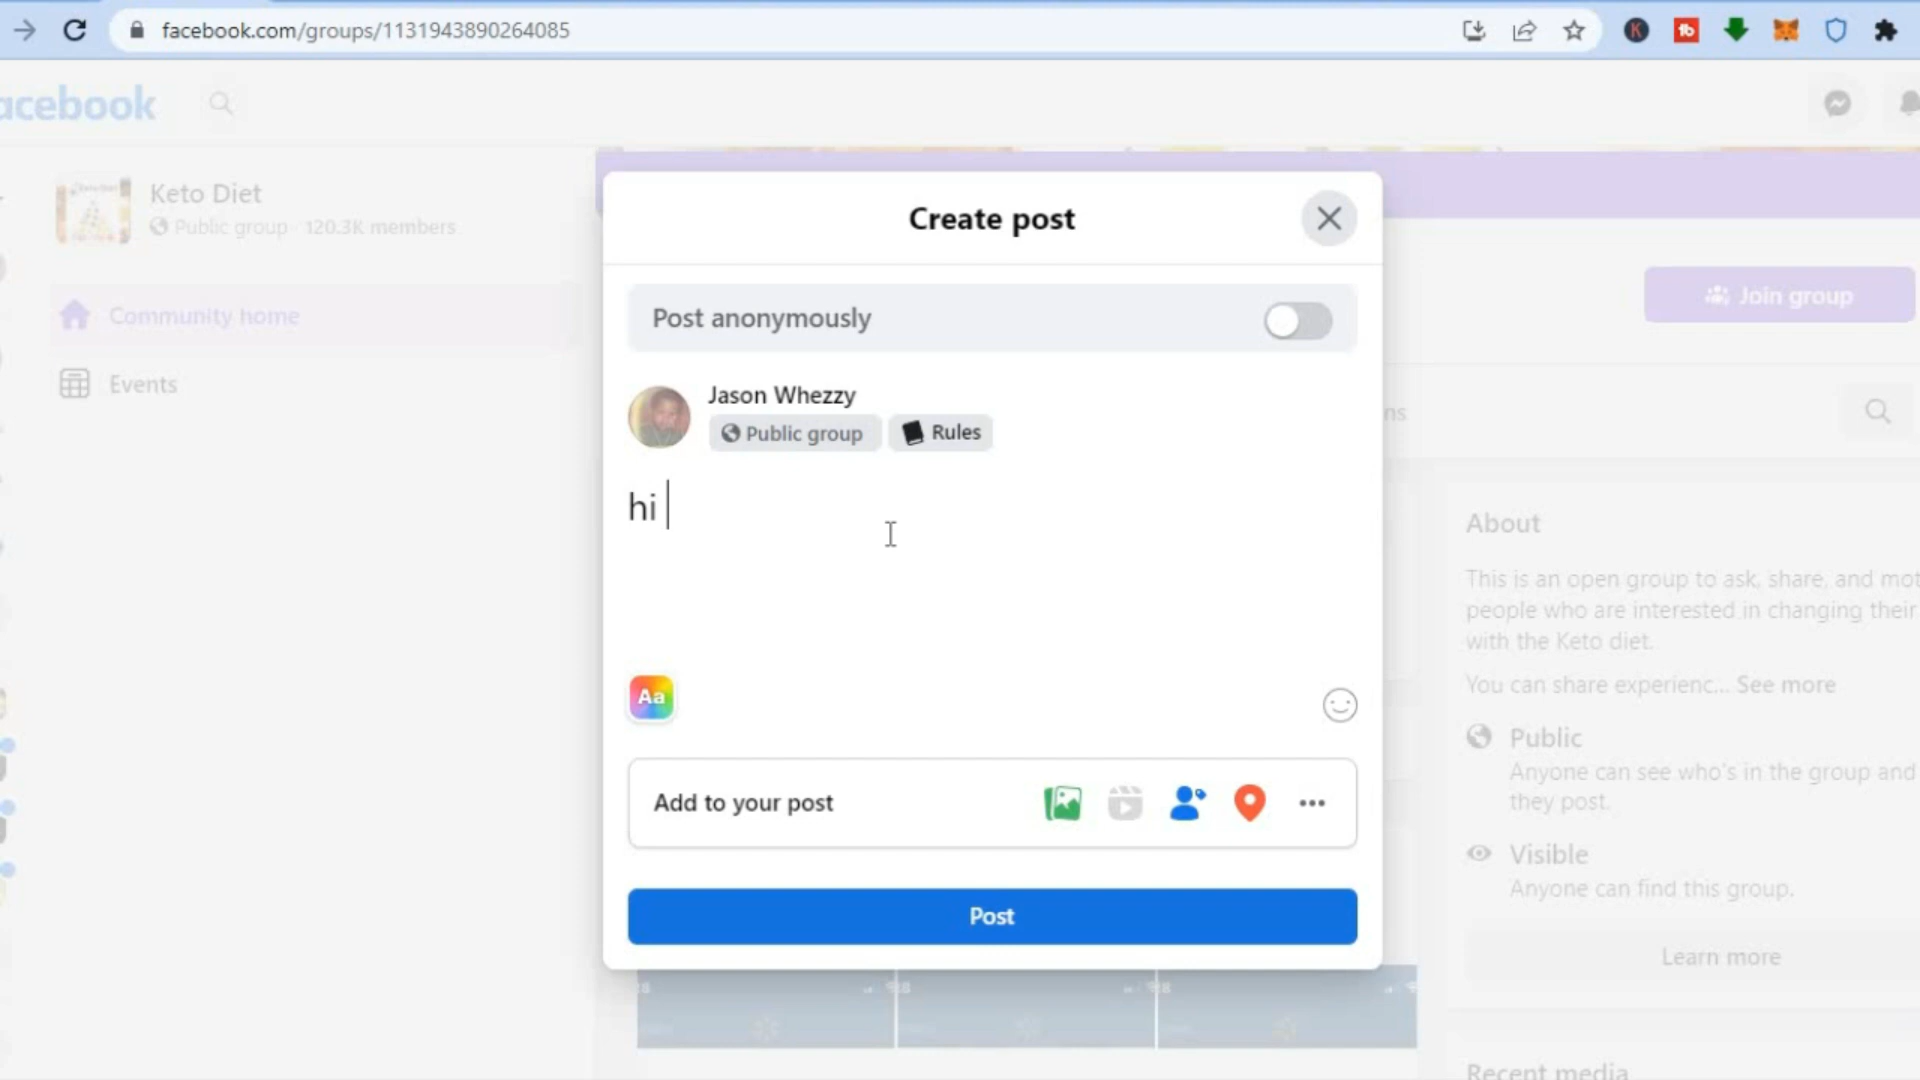 facebook.com/groups/1131943890264085
K
acebook
Keto Diet
Public group · 120.3K members
Community home
Events
Create post
Post anonymously
Jason Whezzy
Public group
Rules
hi
Aa
Add to your post
Post
Join group
ns
About
This is an open group to ask, share, and mot
people who are interested in changing their
with the Keto diet.
You can share experienc... See more
Public
Anyone can see who's in the group and
they post.
Visible
Anyone can find this group.
Learn more
Recent media